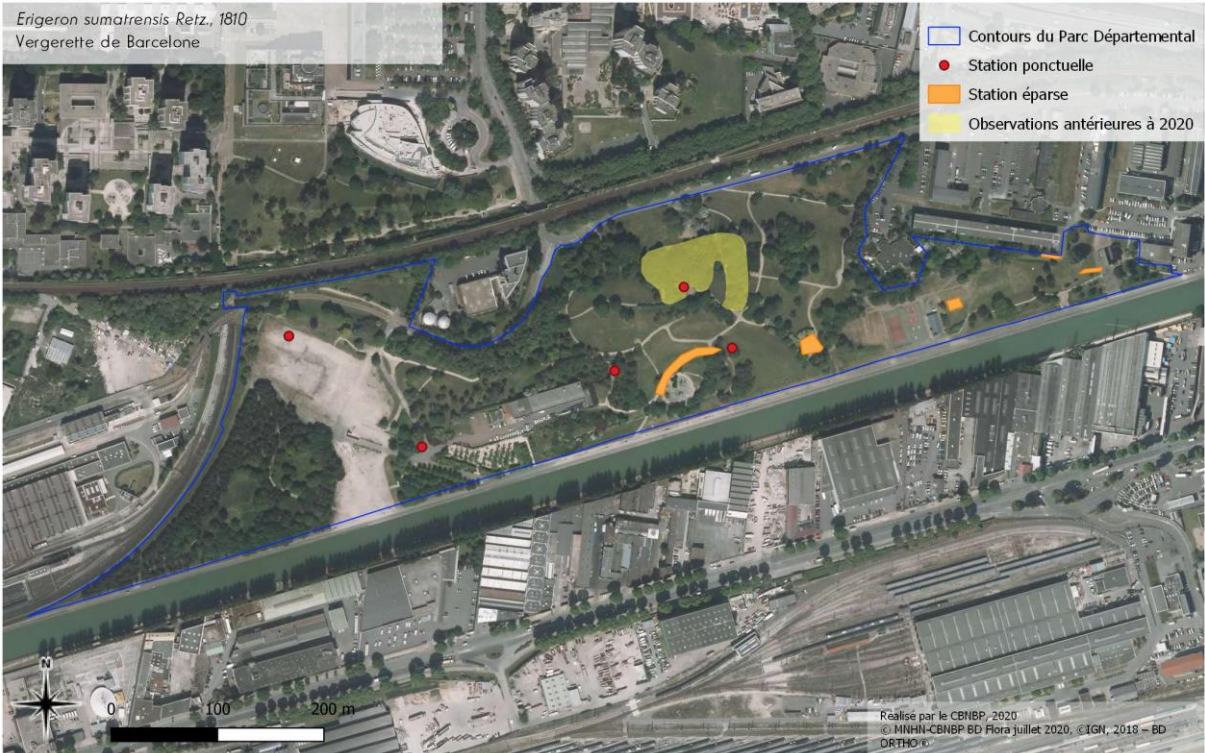 Erigeron sumatrensis Retz., 1810
Vergerette de Barcelone
Contours du Parc Départemental
Station ponctuelle
Station éparse
Observations antérieures à 2020
N
0 100 200 m
Réalisé par le CBNBP, 2020
© MNHN-CBNBP BD Flora juillet 2020, ©IGN, 2018 – BD
ORTHO ®